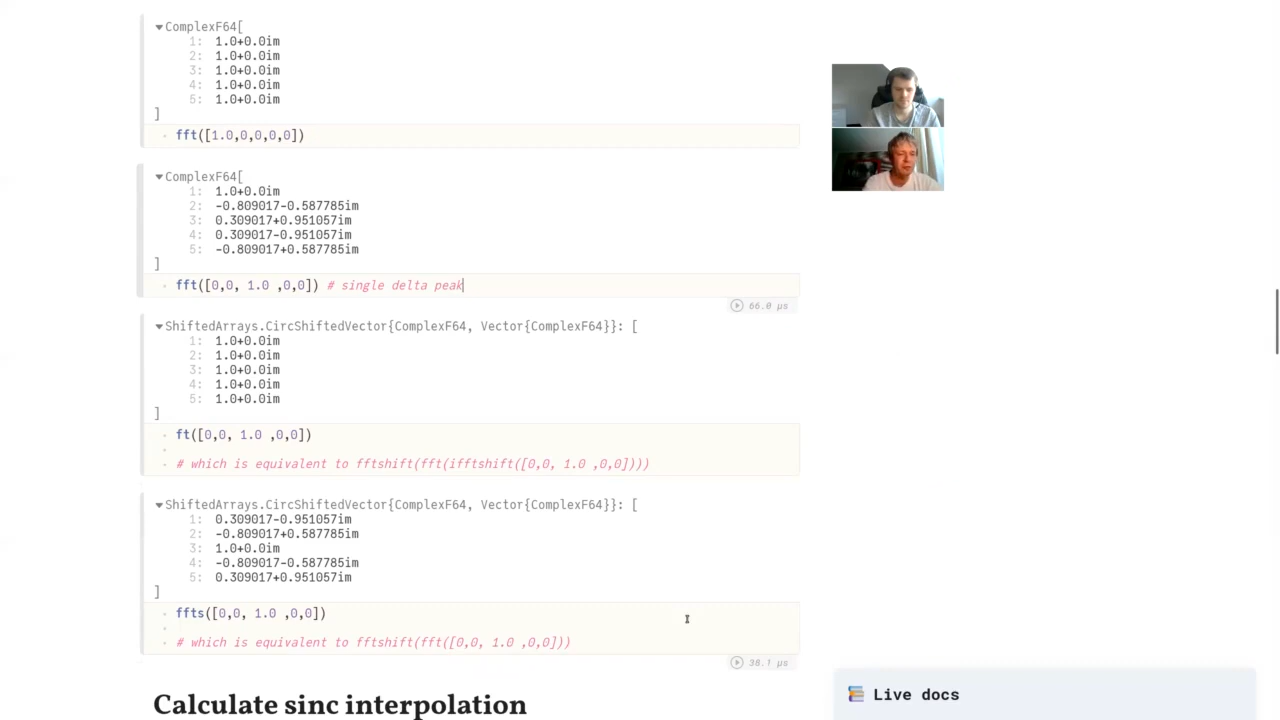 ▼ComplexF64[
1: 1.0+0.0im
2: 1.0+0.0im
3: 1.0+0.0im
4: 1.0+0.0im
5: 1.0+0.0im
]
fft([1.0,0,0,0,0])
▼ComplexF64[
1: 1.0+0.0im
2: -0.809017-0.587785im
3: 0.309017+0.951057im
4: 0.309017-0.951057im
5: -0.809017+0.587785im
]
fft([0,0, 1.0 ,0,0]) # single delta peak
66.0 µs
▼ShiftedArrays.CircShiftedVector{ComplexF64, Vector{ComplexF64}}: [
1: 1.0+0.0im
2: 1.0+0.0im
3: 1.0+0.0im
4: 1.0+0.0im
5: 1.0+0.0im
]
ft([0,0, 1.0 ,0,0])
# which is equivalent to fftshift(fft(ifftshift([0,0, 1.0 ,0,0])))
▼ShiftedArrays.CircShiftedVector{ComplexF64, Vector{ComplexF64}}: [
1: 0.309017-0.951057im
2: -0.809017+0.587785im
3: 1.0+0.0im
4: -0.809017-0.587785im
5: 0.309017+0.951057im
]
ffts([0,0, 1.0 ,0,0])
# which is equivalent to fftshift(fft([0,0, 1.0 ,0,0]))
38.1 µs
Calculate sinc interpolation
Live docs